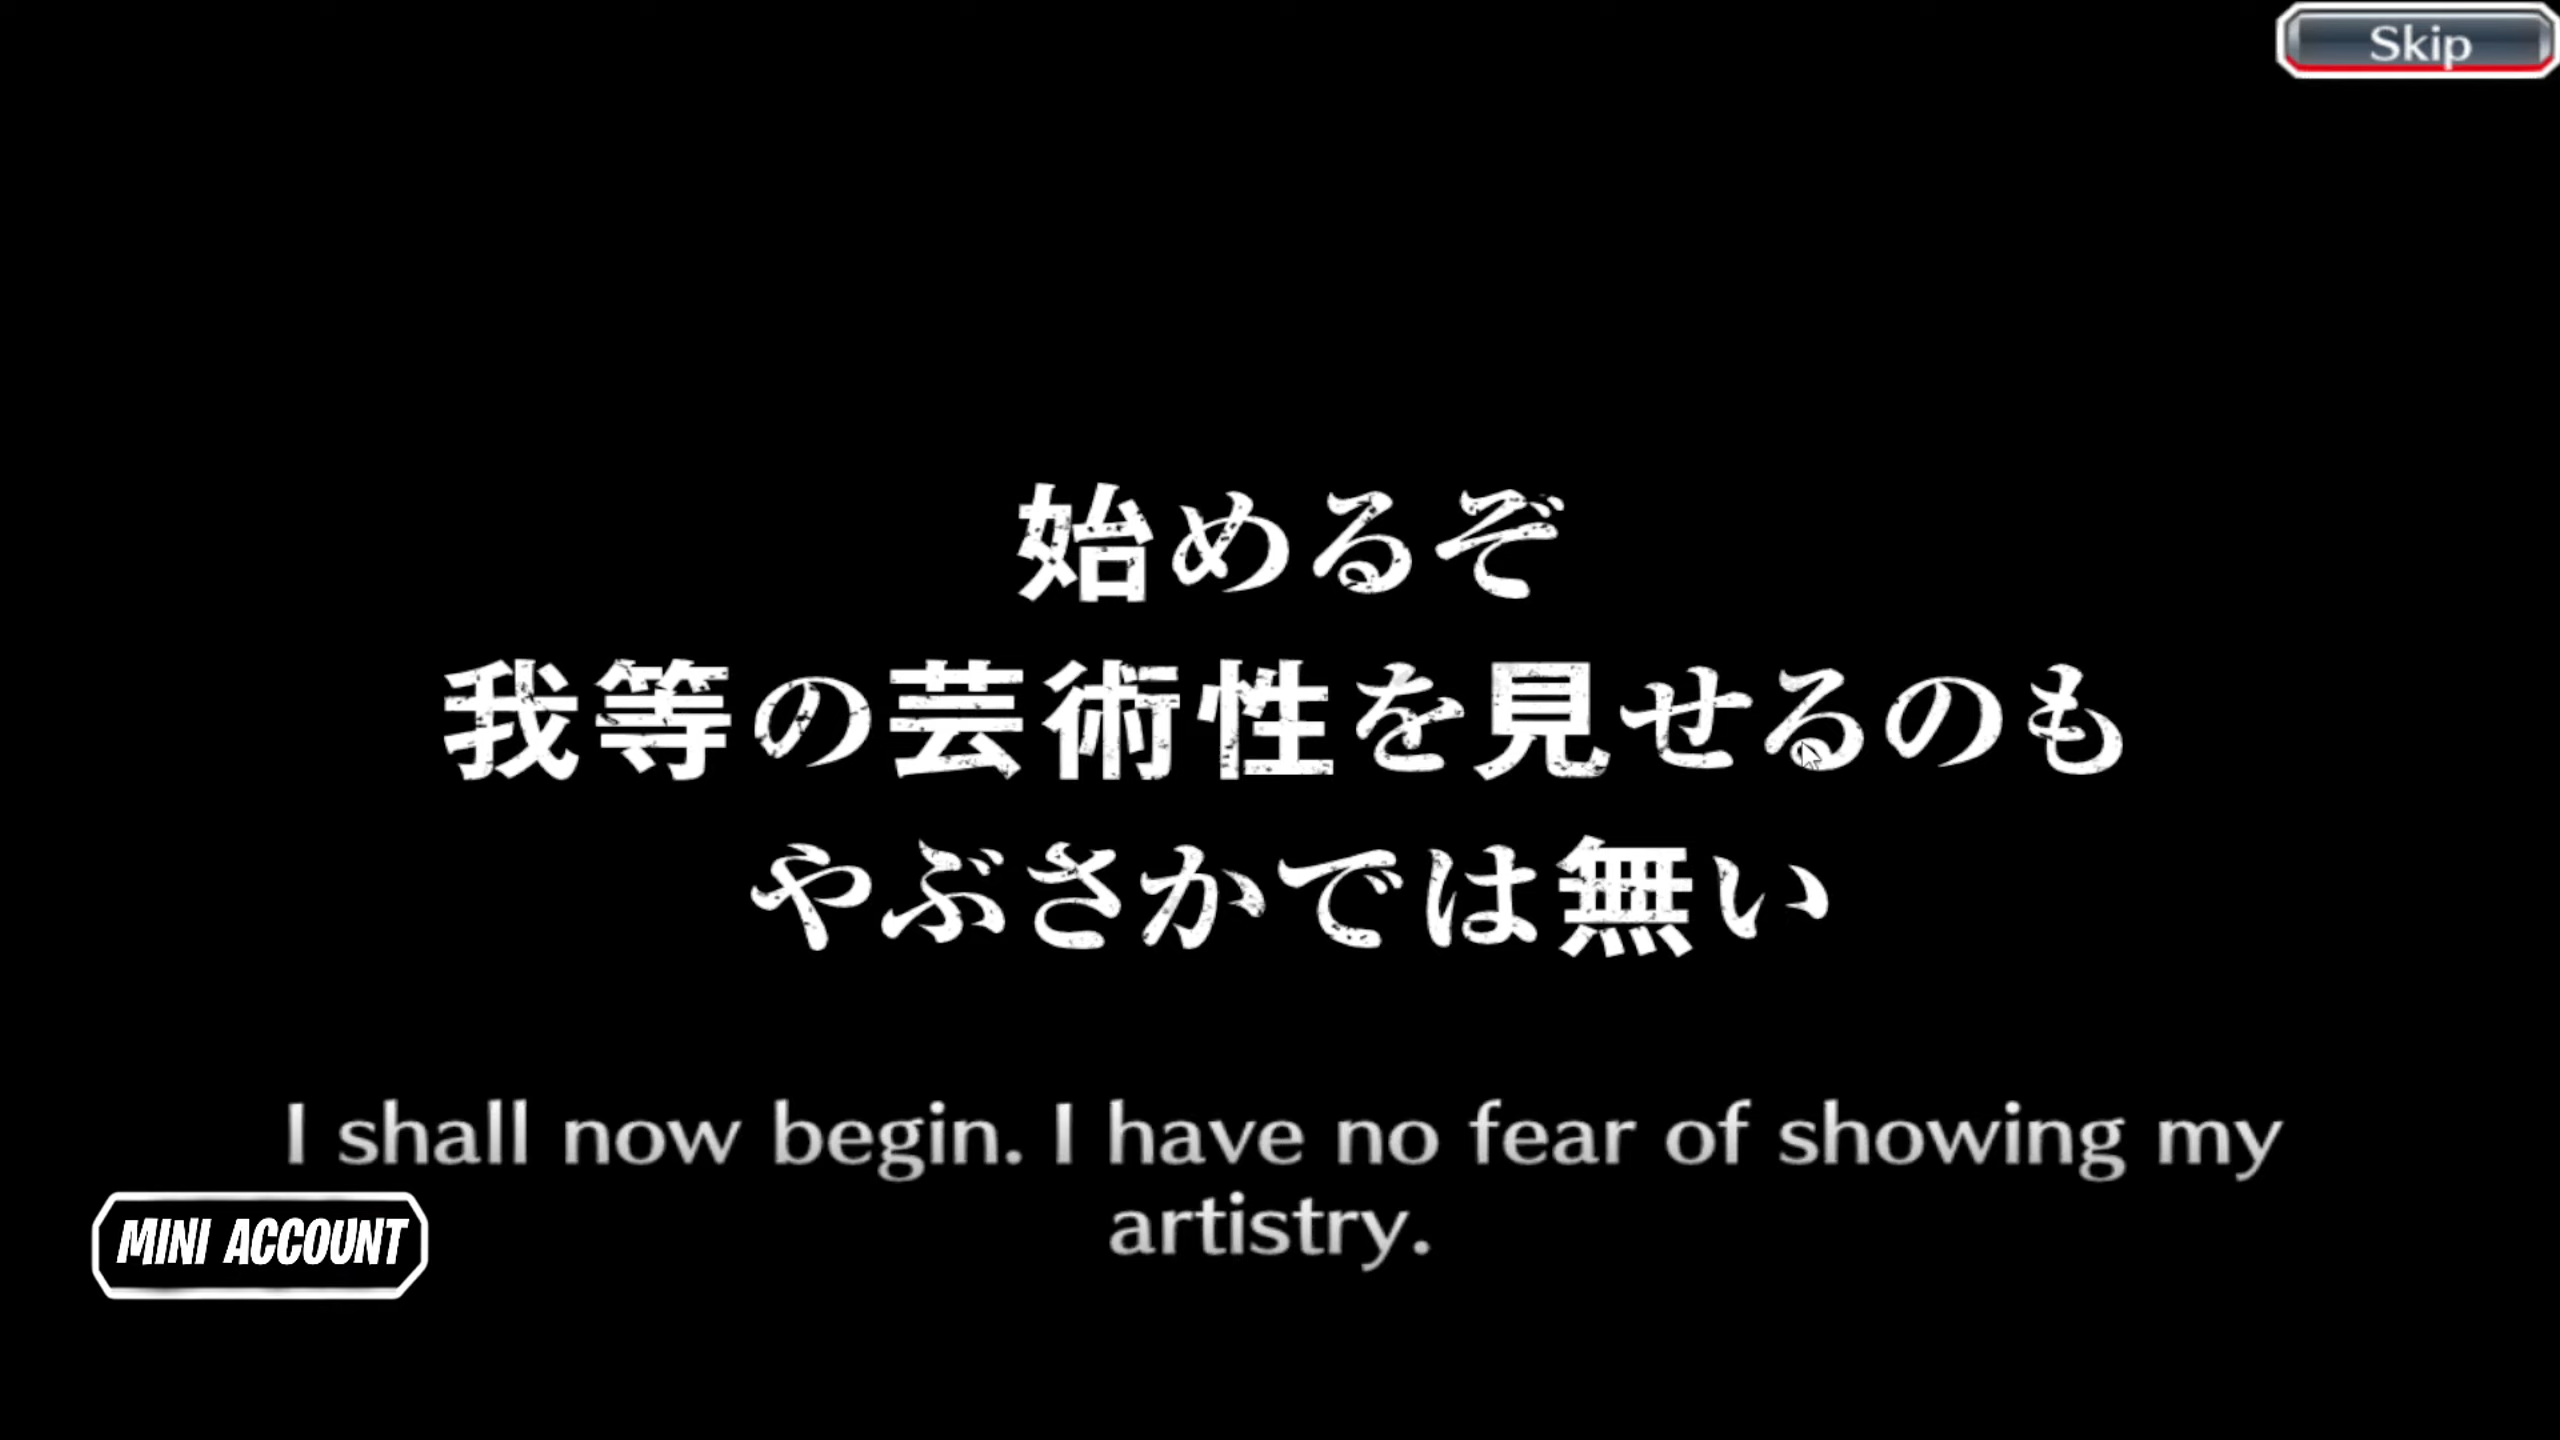 Skip
始めるぞ
我等の芸術性を見せるのも
やぶさかでは無い
I shall now begin. I have no fear of showing my
artistry.
MINI ACCOUNT